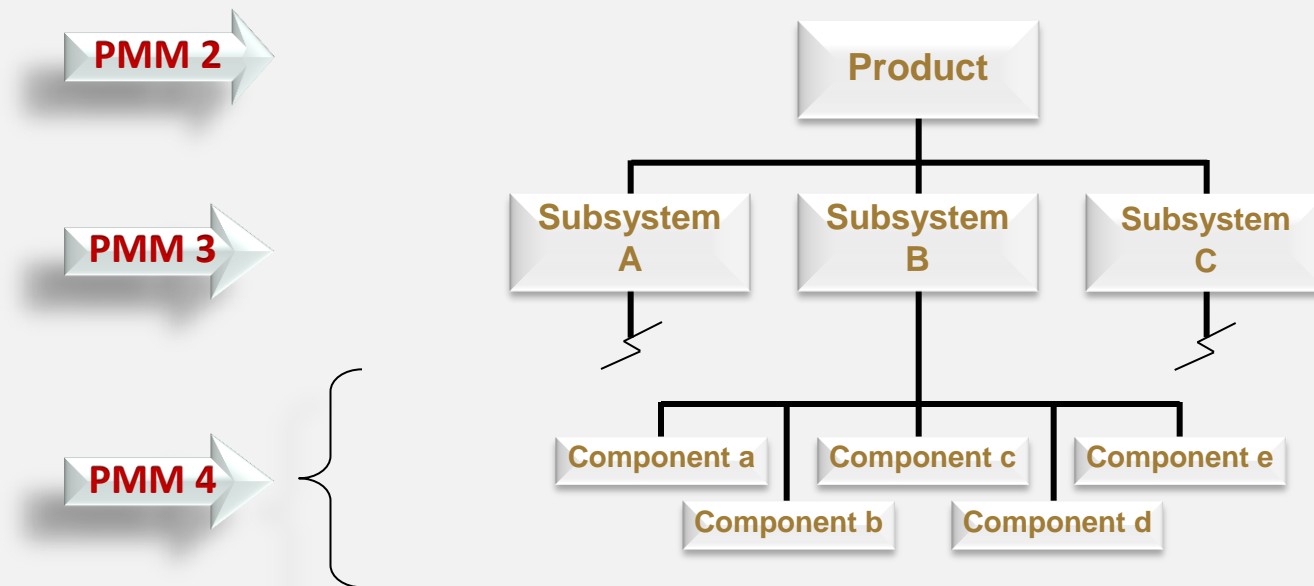 PMM 2
Product
PMM 3
Subsystem
A
Subsystem
B
Subsystem
C
PMM 4
Component a
Component c
Component e
Component b
Component d